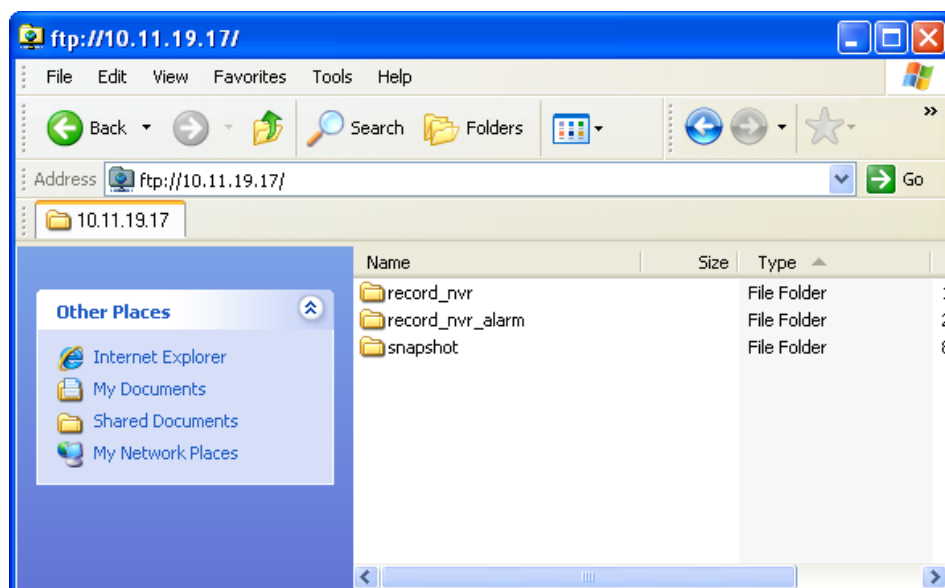 ftp://10.11.19.17/
File Edit View Favorites Tools Help
Back Search Folders »
Address ftp://10.11.19.17/ Go
10.11.19.17
Name Size Type
Other Places
Internet Explorer
My Documents
Shared Documents
My Network Places
record_nvr File Folder
record_nvr_alarm File Folder
snapshot File Folder